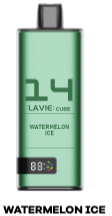 14
LAVIE CUBE
WATERMELON
ICE
88
WATERMELON ICE